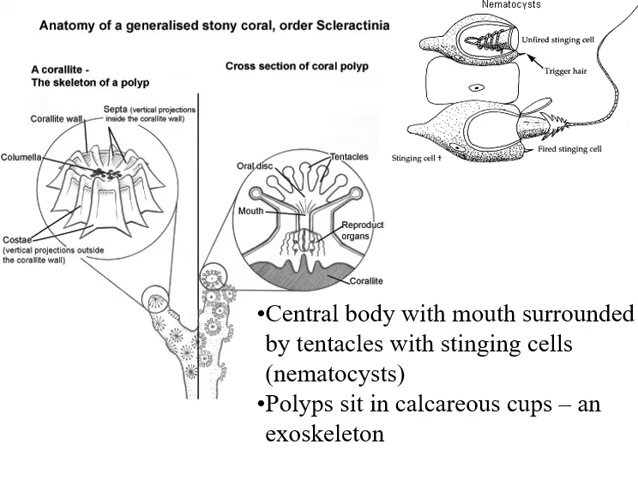 Nematocysts
Anatomy of a generalised stony coral, order Scleractinia
Unfired stinging cell
Trigger hair
Fired stinging cell
Stinging cell †
A corallite -
The skeleton of a polyp
Cross section of coral polyp
Septa (vertical projections
inside the corallite wall)
Corallite wall
Columella
Costae
(vertical projections outside
the corallite wall)
Tentacles
Oral disc
Mouth
Reproduct
organs
Corallite
•Central body with mouth surrounded
by tentacles with stinging cells
(nematocysts)
•Polyps sit in calcareous cups – an
exoskeleton